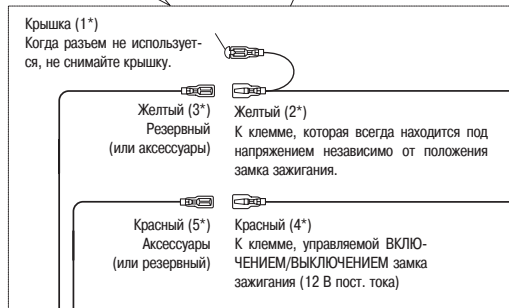 Крышка (1*)
Когда разъем не использует-
ся, не снимайте крышку.
Желтый (3*)
Резервный
(или аксессуары)
Желтый (2*)
К клемме, которая всегда находится под
напряжением независимо от положения
замка зажигания.
Красный (5*)
Аксессуары
(или резервный)
Красный (4*)
К клемме, управляемой ВКЛЮ-
ЧЕНИЕМ/ВЫКЛЮЧЕНИЕМ замка
зажигания (12 В пост. тока)